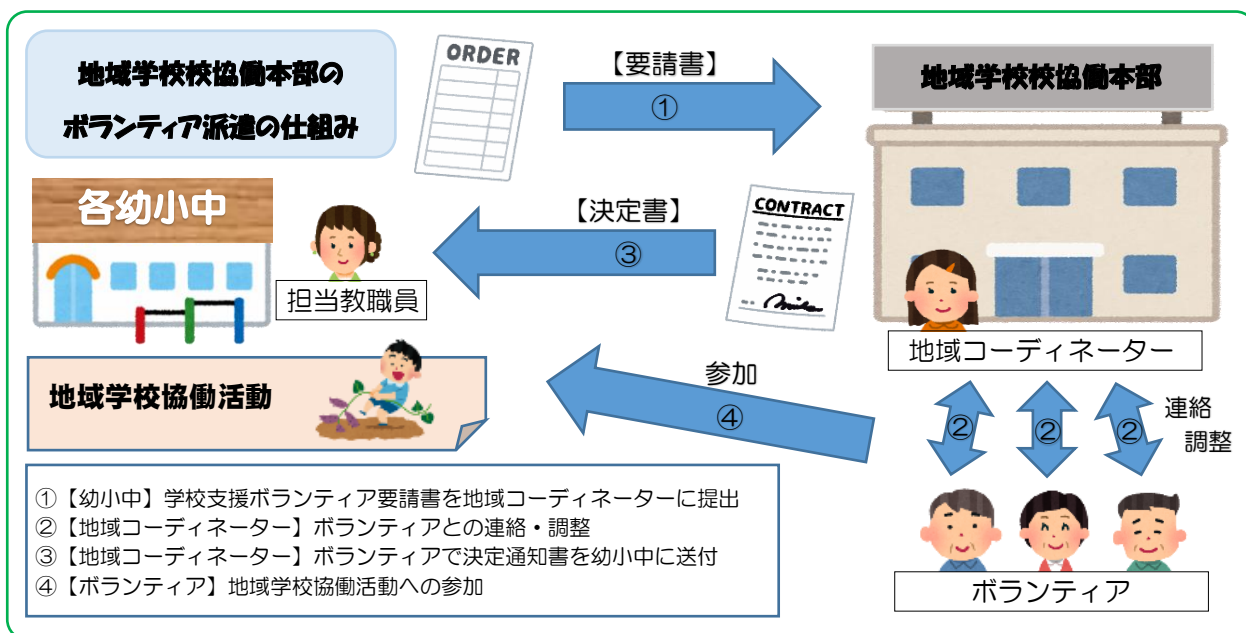 地域学校校協働本部の
ボランティア派遣の仕組み
ORDER
【要請書】
①
地域学校校協働本部
各幼小中
担当教職員
【決定書】
③
CONTRACT
地域コーディネーター
地域学校協働活動
参加
④
②
②
②
連絡
調整
ボランティア
①【幼小中】学校支援ボランティア要請書を地域コーディネーターに提出
②【地域コーディネーター】ボランティアとの連絡・調整
③【地域コーディネーター】ボランティアで決定通知書を幼小中に送付
④【ボランティア】地域学校協働活動への参加